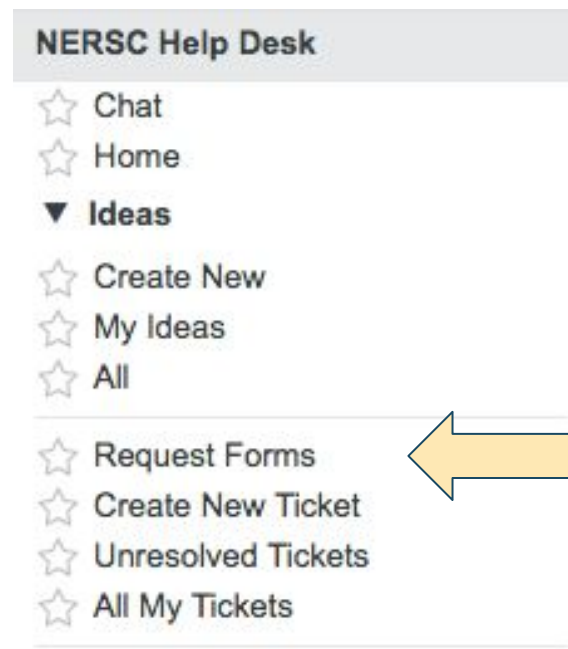 NERSC Help Desk
Chat
Home
Ideas
Create New
My Ideas
All
Request Forms
Create New Ticket
Unresolved Tickets
All My Tickets